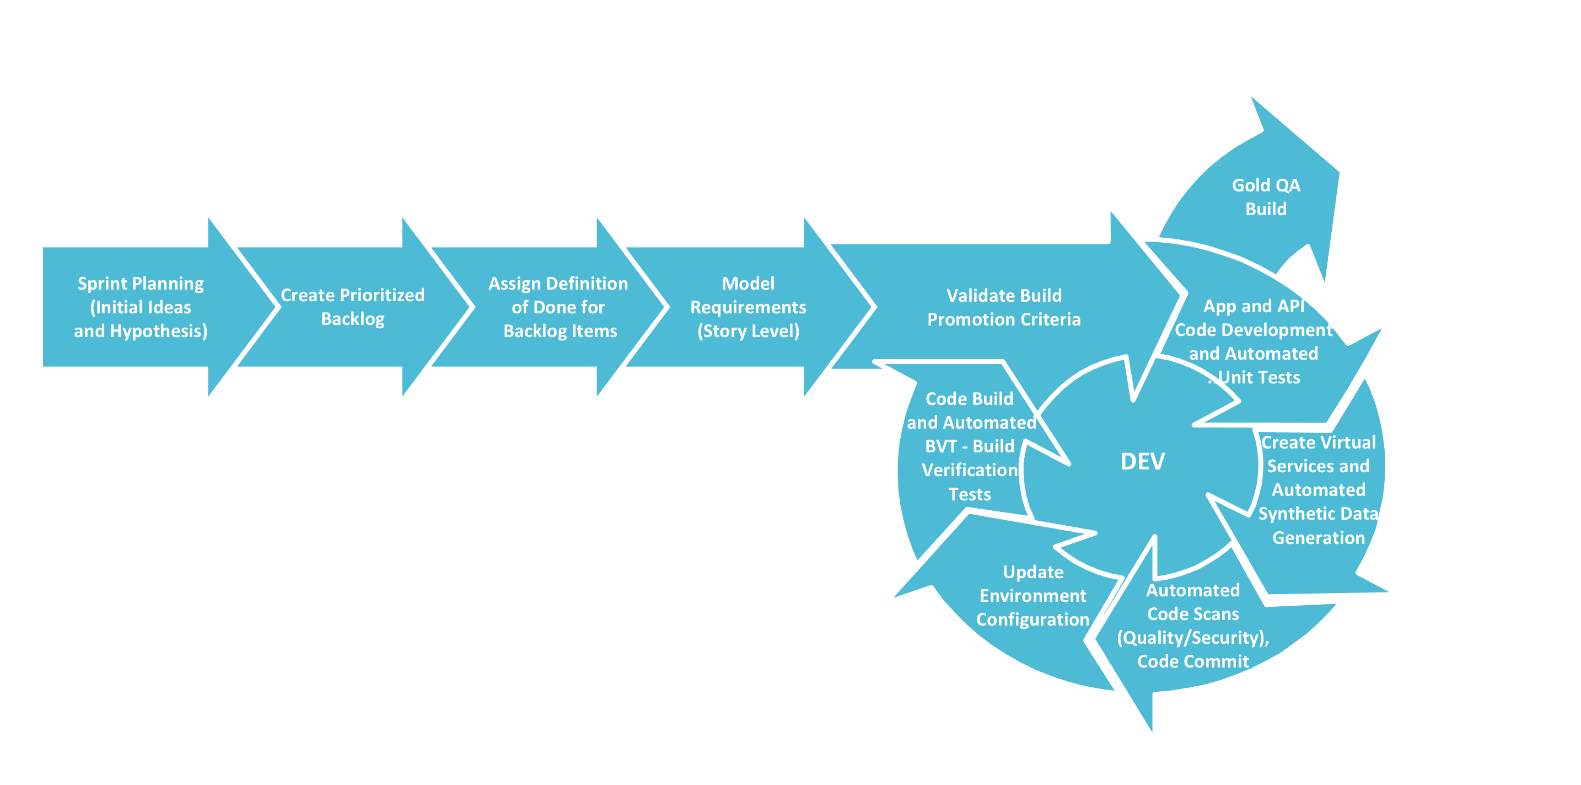 Sprint Planning
(Initial Ideas
and Hypothesis)
Create Prioritized
Backlog
Assign Definition
of Done for
Backlog Items
Model
Requirements
(Story Level)
Validate Build
Promotion Criteria
Gold QA
Build
App and API
Code Development
and Automated
. Unit Tests
Create Virtual
Services and
Automated
Synthetic Data
Generation
Automated
Code Scans
(Quality/Security),
Code Commit
Update
Environment
Configuration
Code Build
and Automated
BVT - Build
Verification
Tests
DEV